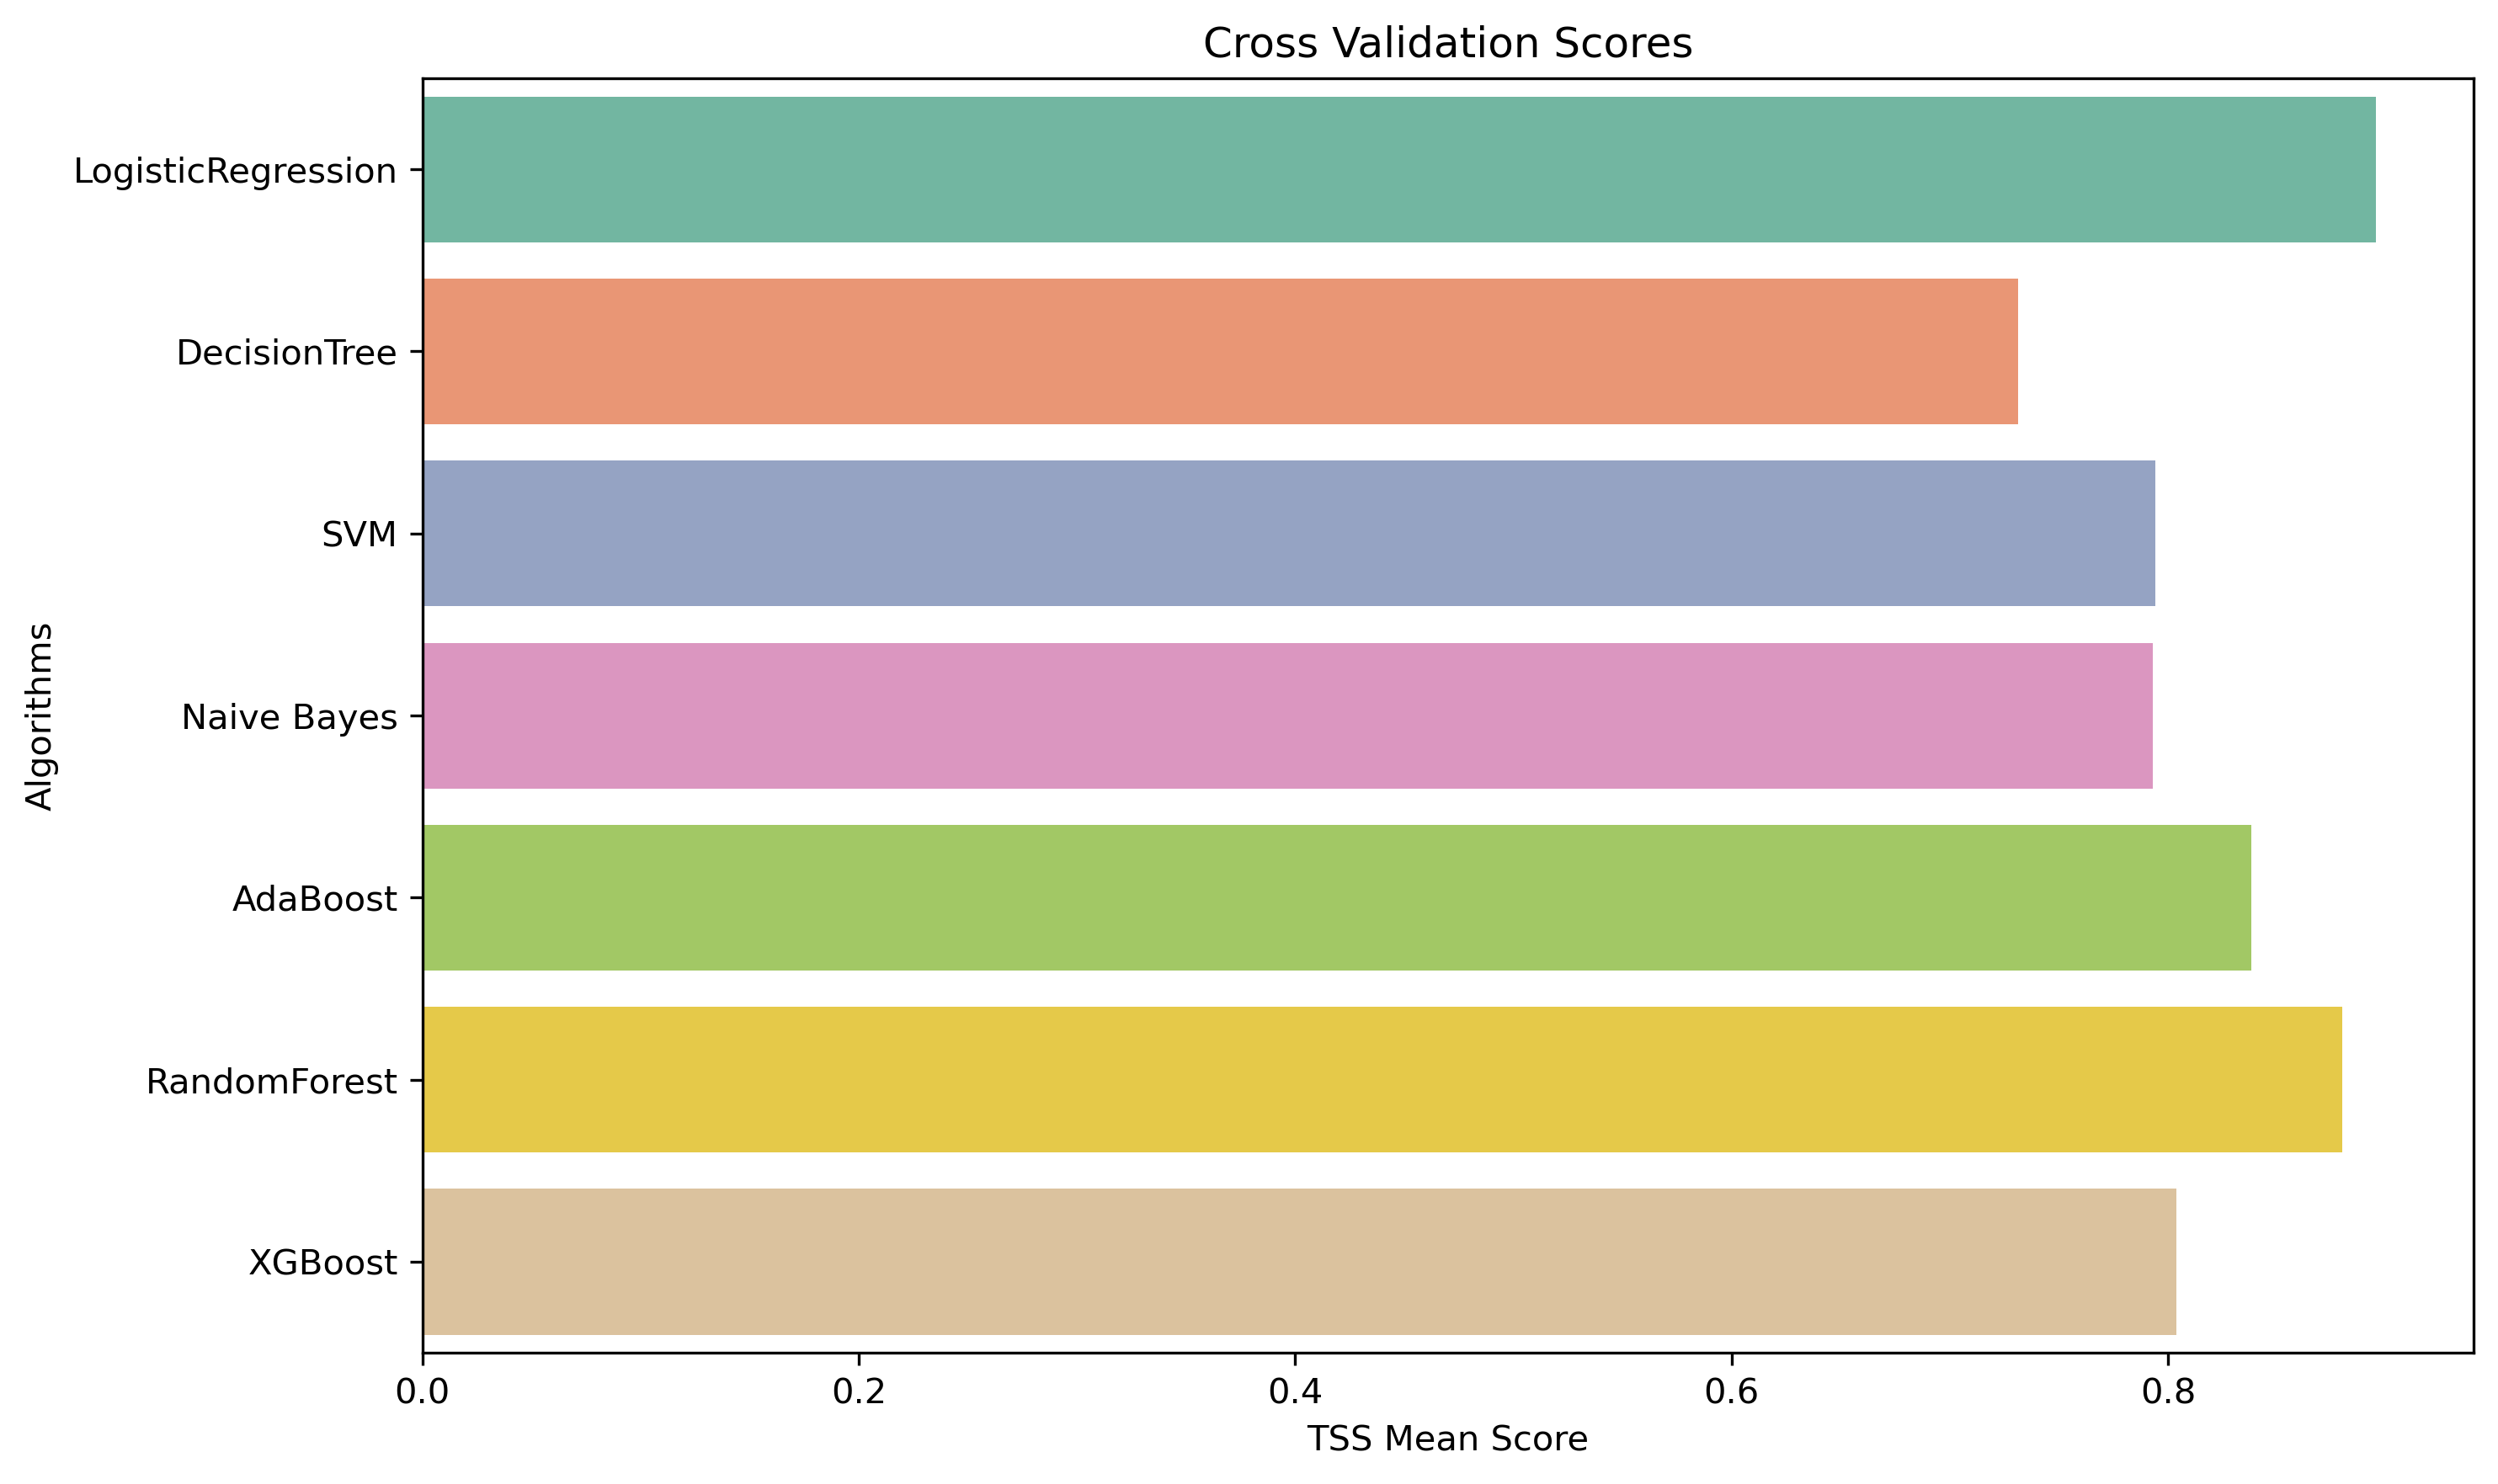 Cross Validation Scores
LogisticRegression
DecisionTree
SVM
Naive Bayes
AdaBoost
RandomForest
XGBoost
Algorithms
0.0 0.2 0.4 0.6 0.8
TSS Mean Score